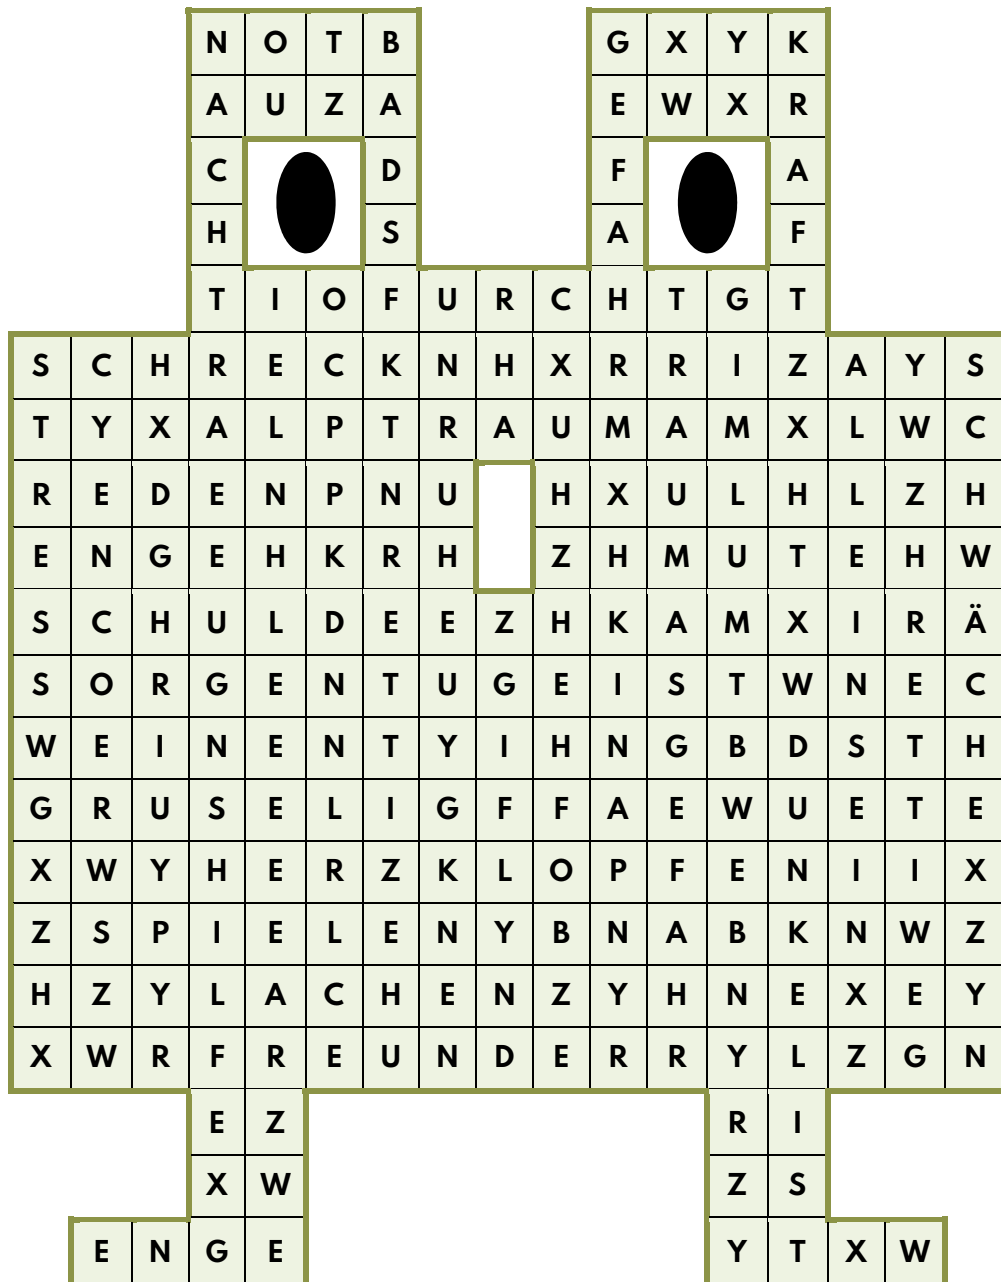 N O T B G X Y K
A U Z A E W X R
C D F A
H S A F
T I O F U R C H T G T
S C H R E C K N H X R R I Z A Y S
T Y X A L P T R A U M A M X L W C
R E D E N P N U H X U L H L Z H
E N G E H K R H Z H M U T E H W
S C H U L D E E Z H K A M X I R Ä
S O R G E N T U G E I S T W N E C
W E I N E N T Y I H N G B D S T H
G R U S E L I G F F A E W U E T E
X W Y H E R Z K L O P F E N I I X
Z S P I E L E N Y B N A B K N W Z
H Z Y L A C H E N Z Y H N E X E Y
X W R F R E U N D E R R Y L Z G N
E Z R I
X W Z S
E N G E Y T X W